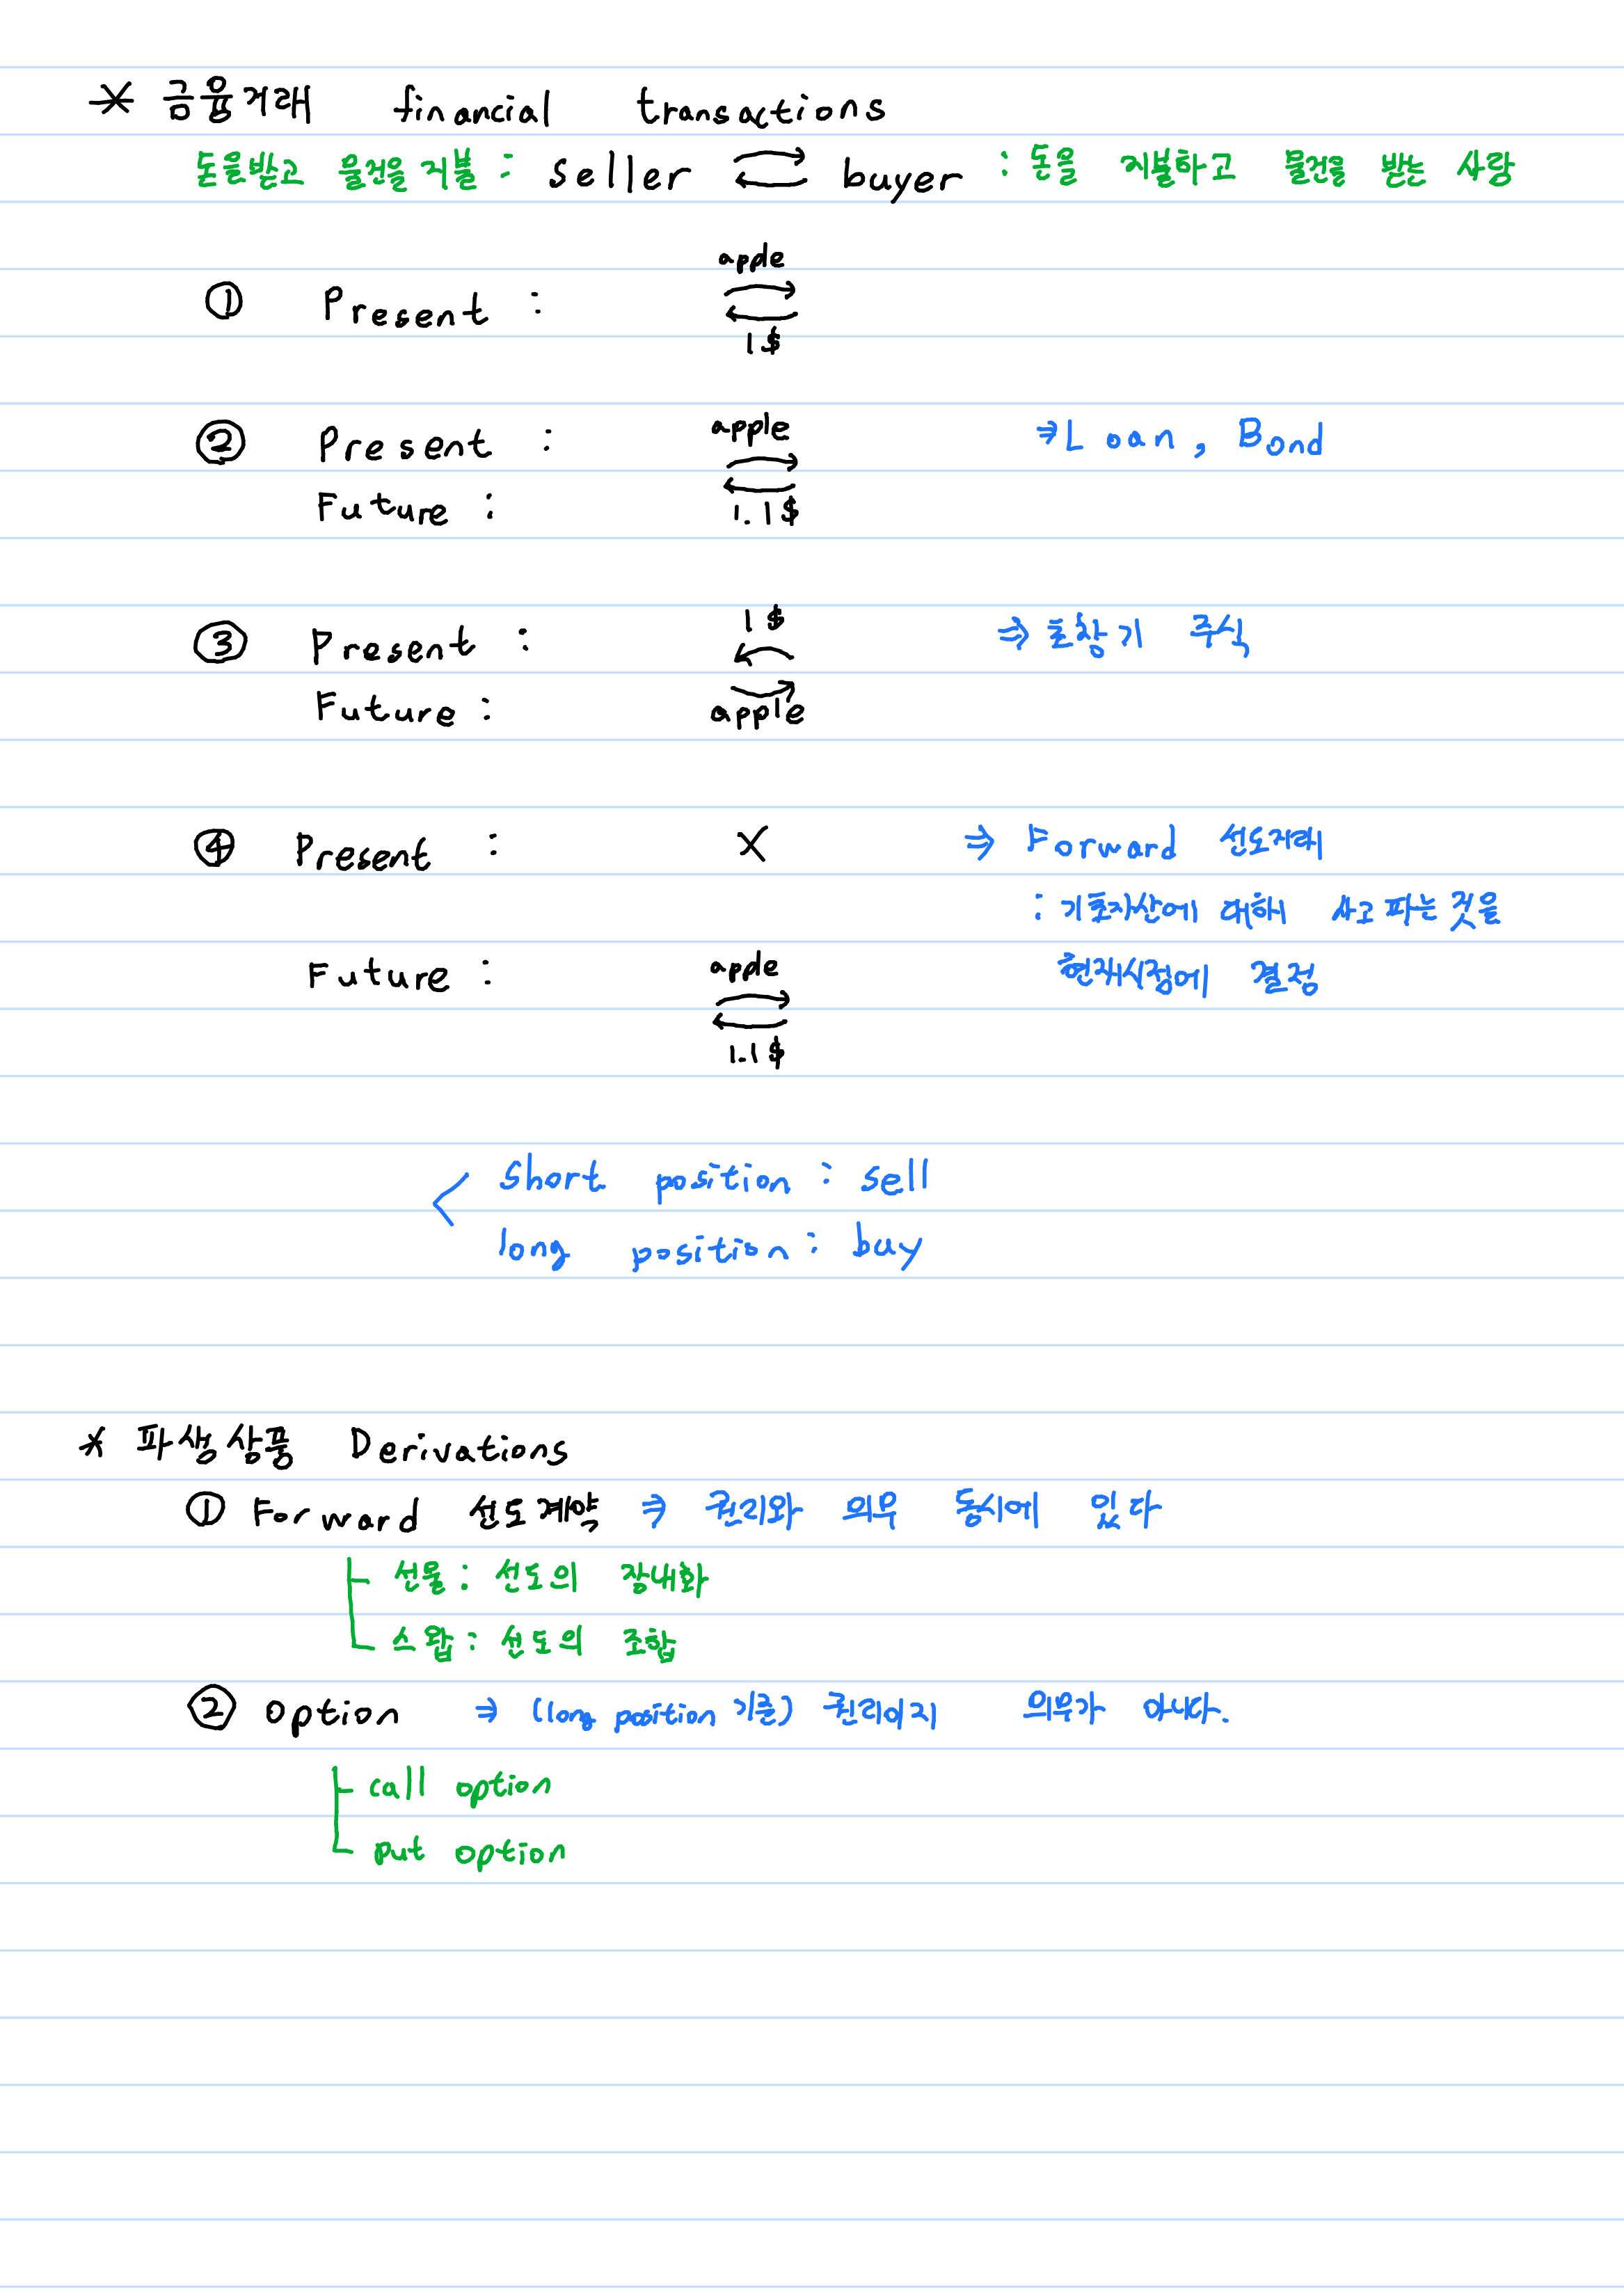 * 금융거래 financial transactions
돈을받고 물건을 지불 : seller ⇄ buyer : 돈을 지불하고 물건을 받는 사람
apple
① Present :
1$
② Present : apple ⇒ Loan, Bond
Future : 1.1$
1$
③ Present : ⇒ 초창기 주식
Future : apple
④ Present : X ⇒ Forward 선도거래
: 기초자산에 대해 사고 파는 것을
Future : apple 현재시점에 결정
1.1$
short position : sell
long position : buy
* 파생상품 Derivations
① Forward 선도계약 ⇒ 권리와 의무 동시에 있다
선물 : 선도의 장내화
스왑 : 선도의 조합
② option ⇒ (long position 기준) 권리이지 의무가 아니다.
call option
put option